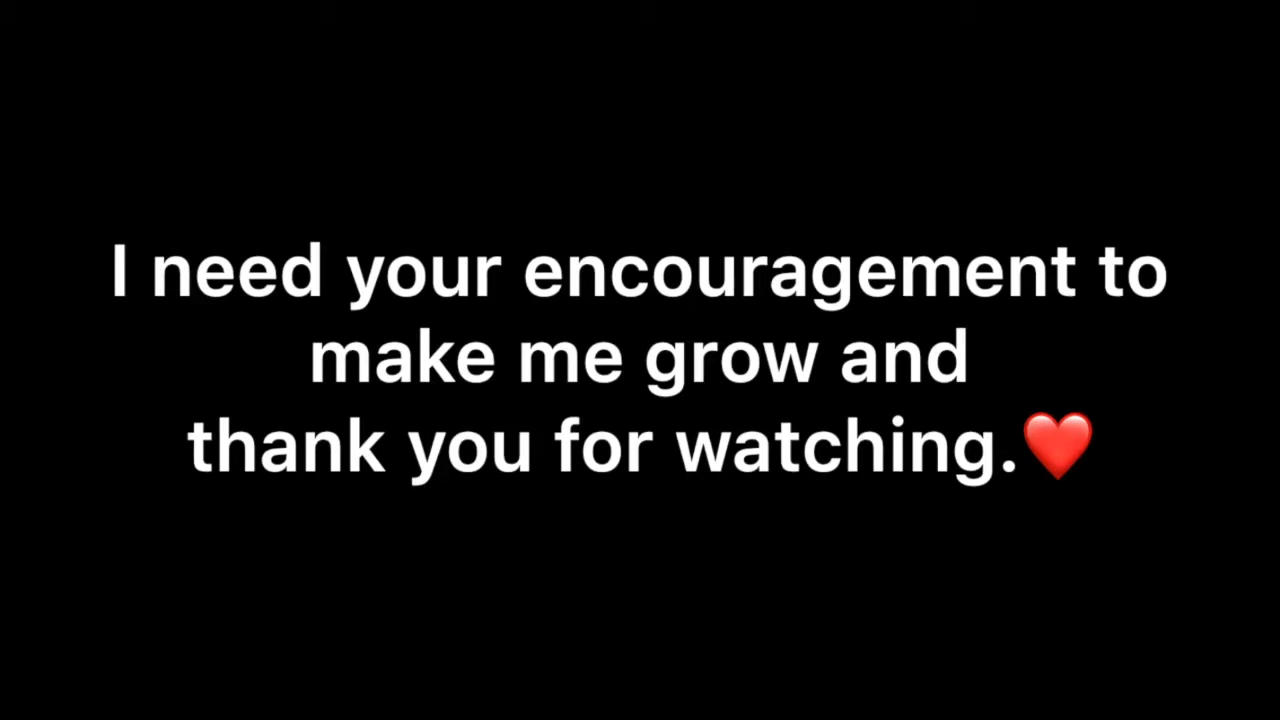 I need your encouragement to
make me grow and
thank you for watching.❤️